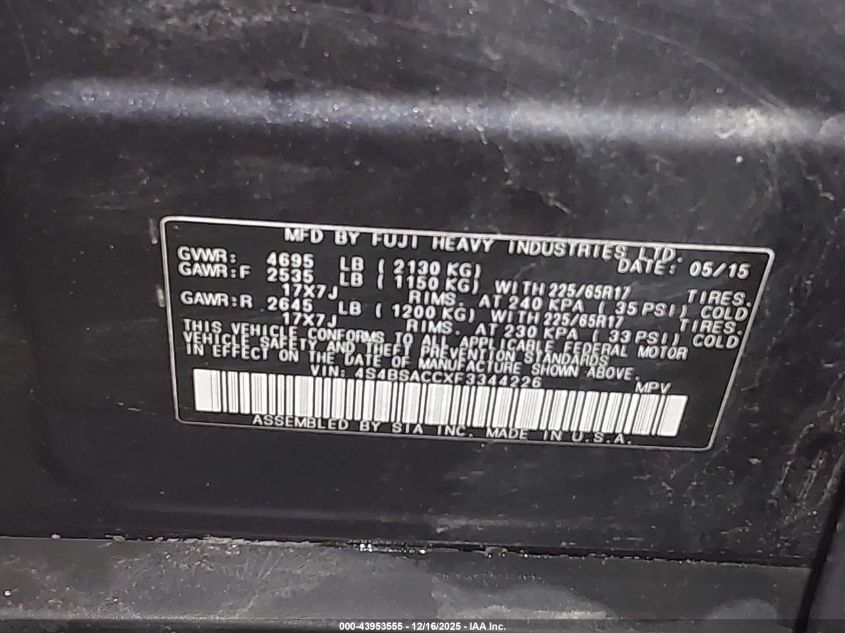 MFD BY FUJI HEAVY INDUSTRIES LTD.
GVWR: 4695 LB ( 2130 KG) DATE: 05/15
GAWR:F 2535 LB ( 1150 KG) WITH 225/65R17 TIRES.
17X7J RIMS. AT 240 KPA ( 35 PSI) COLD
GAWR:R 2645 LB ( 1200 KG) WITH 225/65R17 TIRES.
17X7J RIMS. AT 230 KPA ( 33 PSI) COLD
THIS VEHICLE CONFORMS TO ALL APPLICABLE FEDERAL MOTOR
VEHICLE SAFETY AND THEFT PREVENTION STANDARDS
IN EFFECT ON THE DATE OF MANUFACTURE SHOWN ABOVE.
VIN: 4S4BSACCXF3344226 MPV
ASSEMBLED BY SIA INC. MADE IN U.S.A.
000-43953555 - 12/16/2025 - IAA.Inc.